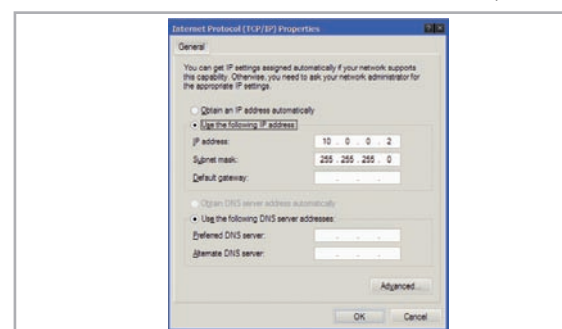 Internet Protocol (TCP/IP) Properties
General
You can get IP settings assigned automatically if your network supports
this capability. Otherwise, you need to ask your network administrator for
the appropriate IP settings.
Obtain an IP address automatically
Use the following IP address:
IP address: 10 . 0 . 0 . 2
Subnet mask: 255 . 255 . 255 . 0
Default gateway: . . .
Obtain DNS server address automatically
Use the following DNS server addresses:
Preferred DNS server: . . .
Alternate DNS server: . . .
Advanced...
OK Cancel